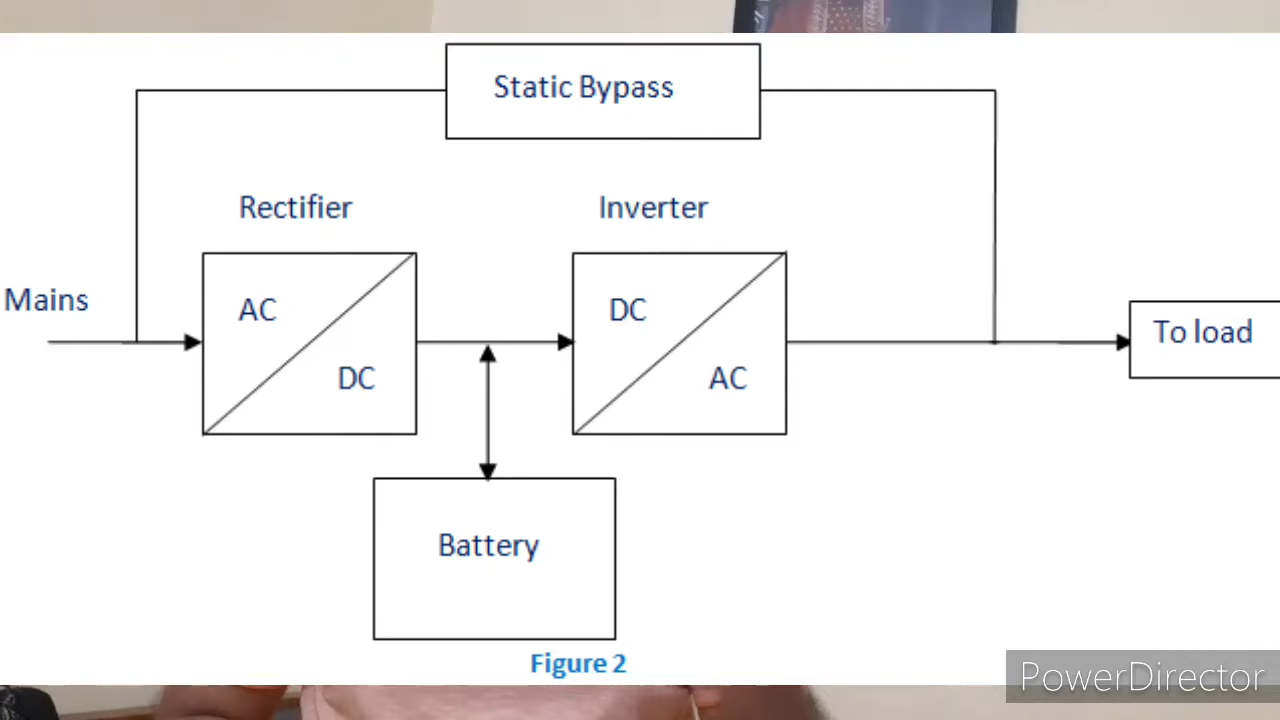 Static Bypass
Rectifier
Inverter
Mains
AC
DC
DC
AC
To load
Battery
Figure 2
PowerDirector